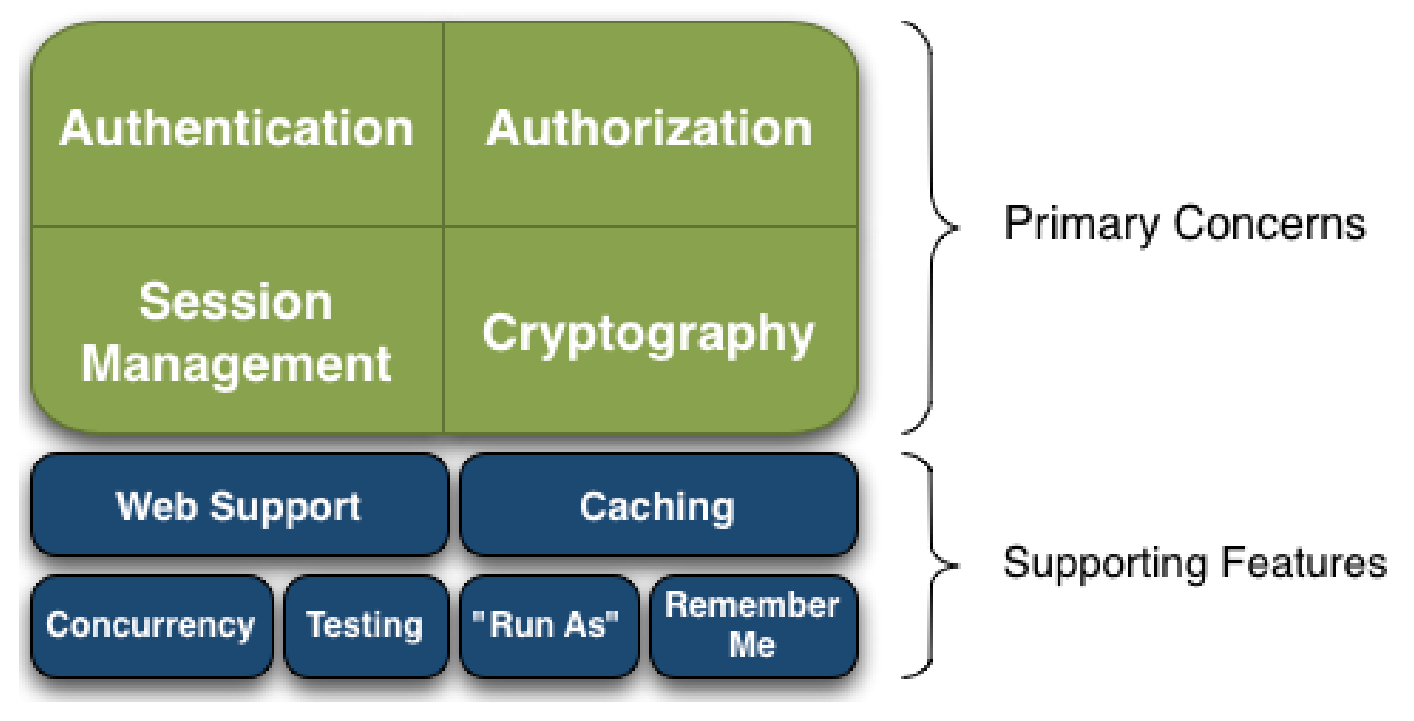 Authentication
Authorization
Session
Management
Cryptography
Primary Concerns
Web Support
Caching
Concurrency
Testing
"Run As"
Remember
Me
Supporting Features